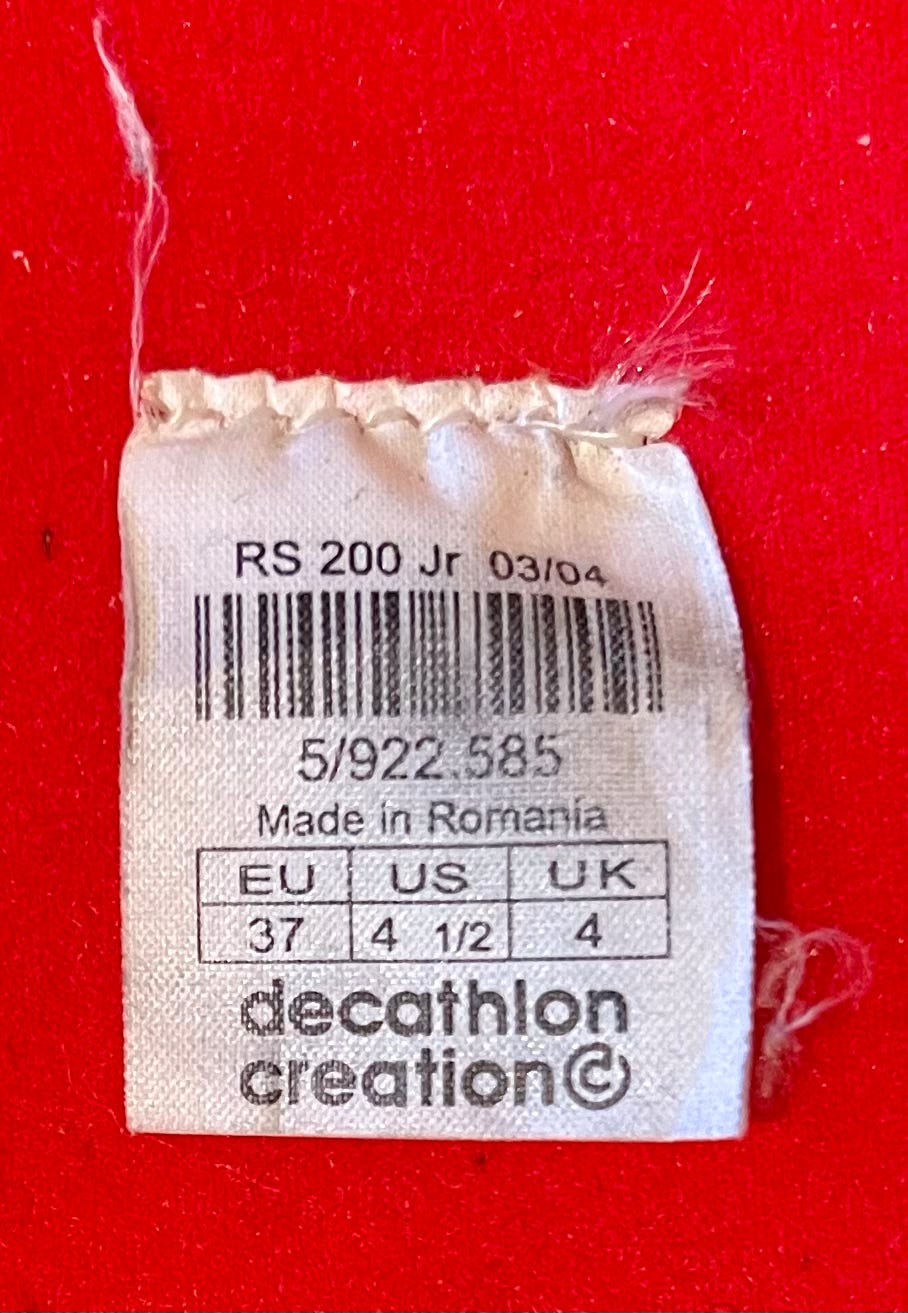 RS 200 Jr 03/04
5/922.585
Made in Romania
EU US UK
37 4 1/2 4
decathlon
creation©